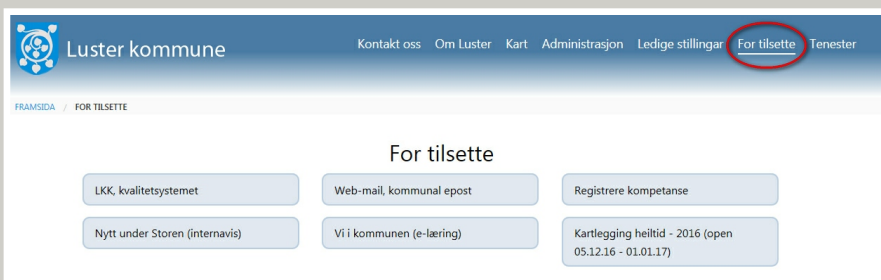 Luster kommune
Kontakt oss Om Luster Kart Administrasjon Ledige stillingar For tilsette Tenester
FRAMSIDA / FOR TILSETTE
For tilsette
LKK, kvalitetsystemet
Web-mail, kommunal epost
Registrere kompetanse
Nytt under Storen (internavis)
Vi i kommunen (e-læring)
Kartlegging heiltid - 2016 (open
05.12.16 - 01.01.17)